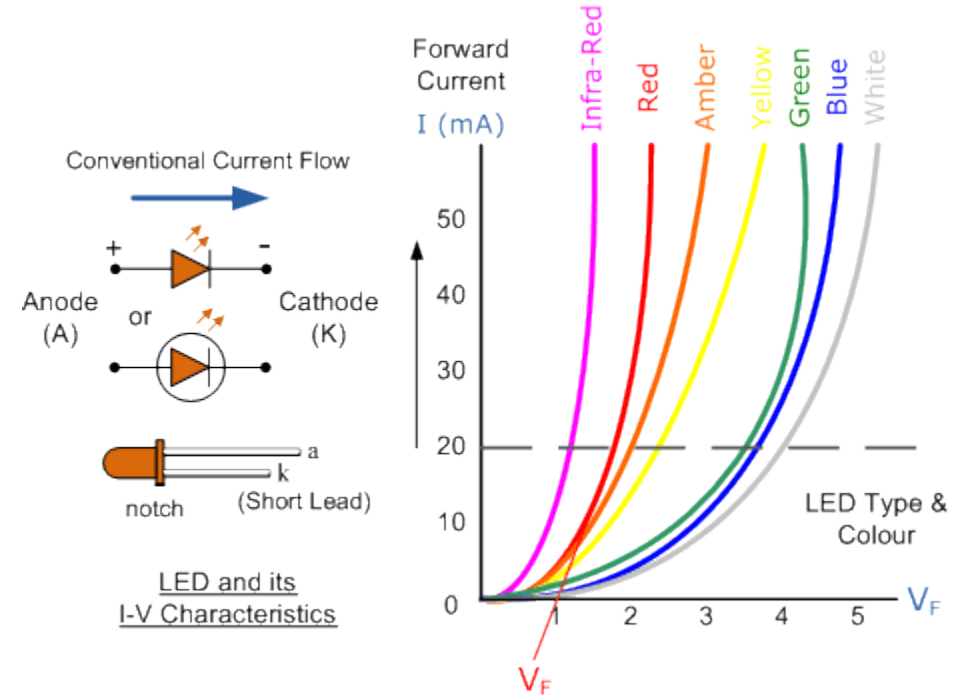 Conventional Current Flow
+
-
Anode
(A)
or
Cathode
(K)
a
k
notch
(Short Lead)
LED and its
I-V Characteristics
Forward
Current
I (mA)
Infra-Red
Red
Amber
Yellow
Green
Blue
White
50
40
30
20
10
0
1
2
3
4
5
LED Type &
Colour
VF
VF